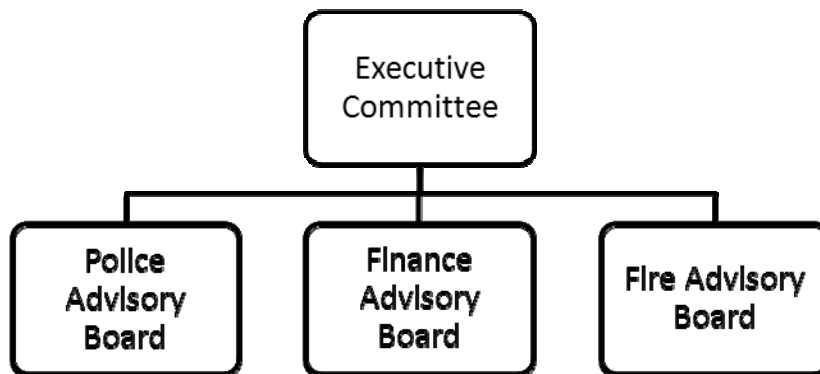 Executive
Committee
Police
Advisory
Board
Finance
Advisory
Board
Fire Advisory
Board